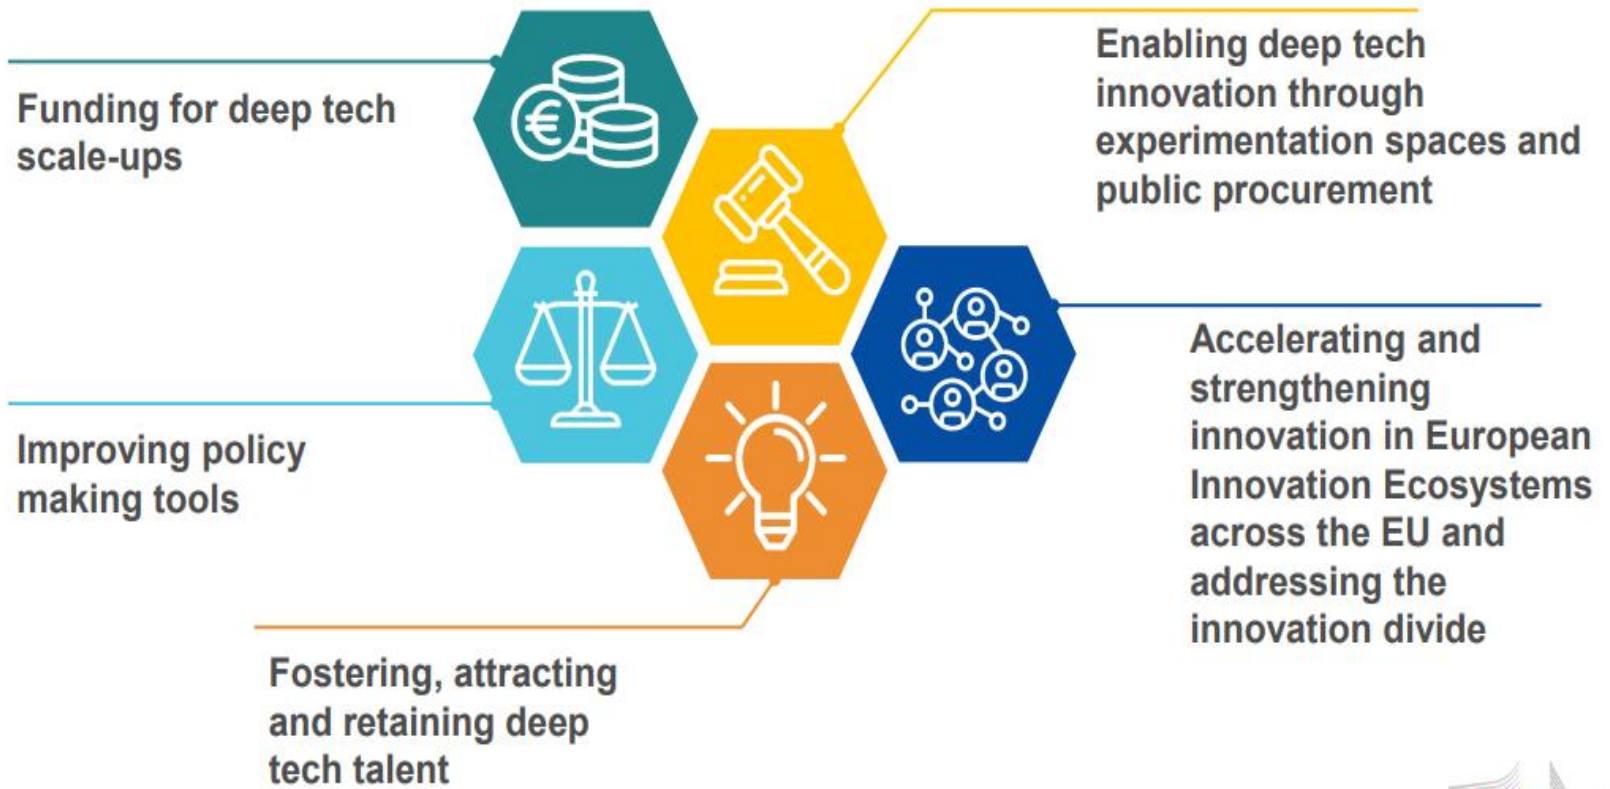 Funding for deep tech
scale-ups
Enabling deep tech
innovation through
experimentation spaces and
public procurement
Improving policy
making tools
Accelerating and
strengthening
innovation in European
Innovation Ecosystems
across the EU and
addressing the
innovation divide
Fostering, attracting
and retaining deep
tech talent